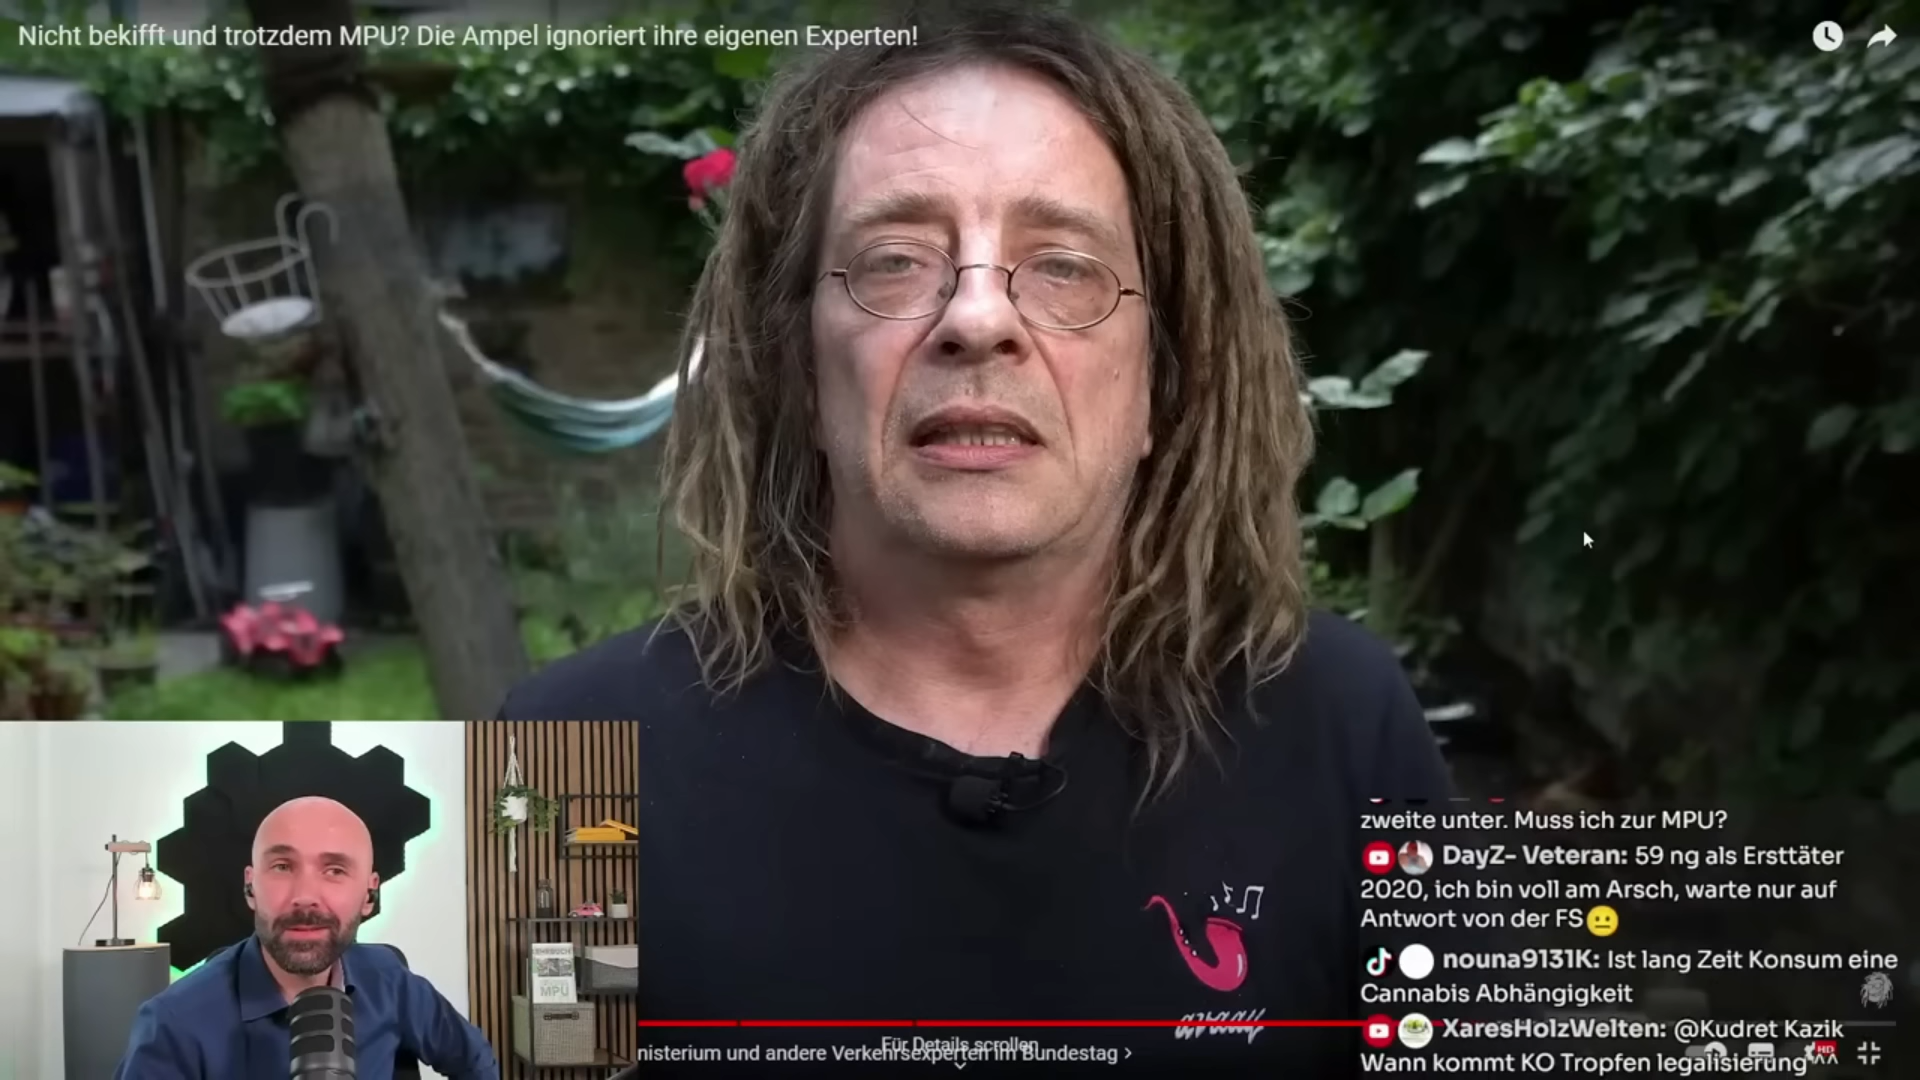 Nicht bekifft und trotzdem MPU? Die Ampel ignoriert ihre eigenen Experten!
zweite unter. Muss ich zur MPU?
DayZ- Veteran: 59 ng als Ersttäter
2020, ich bin voll am Arsch, warte nur auf
Antwort von der FS😐
nouna9131K: Ist lang Zeit Konsum eine
Cannabis Abhängigkeit
XaresHolzWelten: @Kudret Kazik
Wann kommt KO Tropfen legalisierung^^
HD
Für Details scrollen
nisterium und andere Verkehrsexperten im Bundestag
LEHRBUCH
MPU